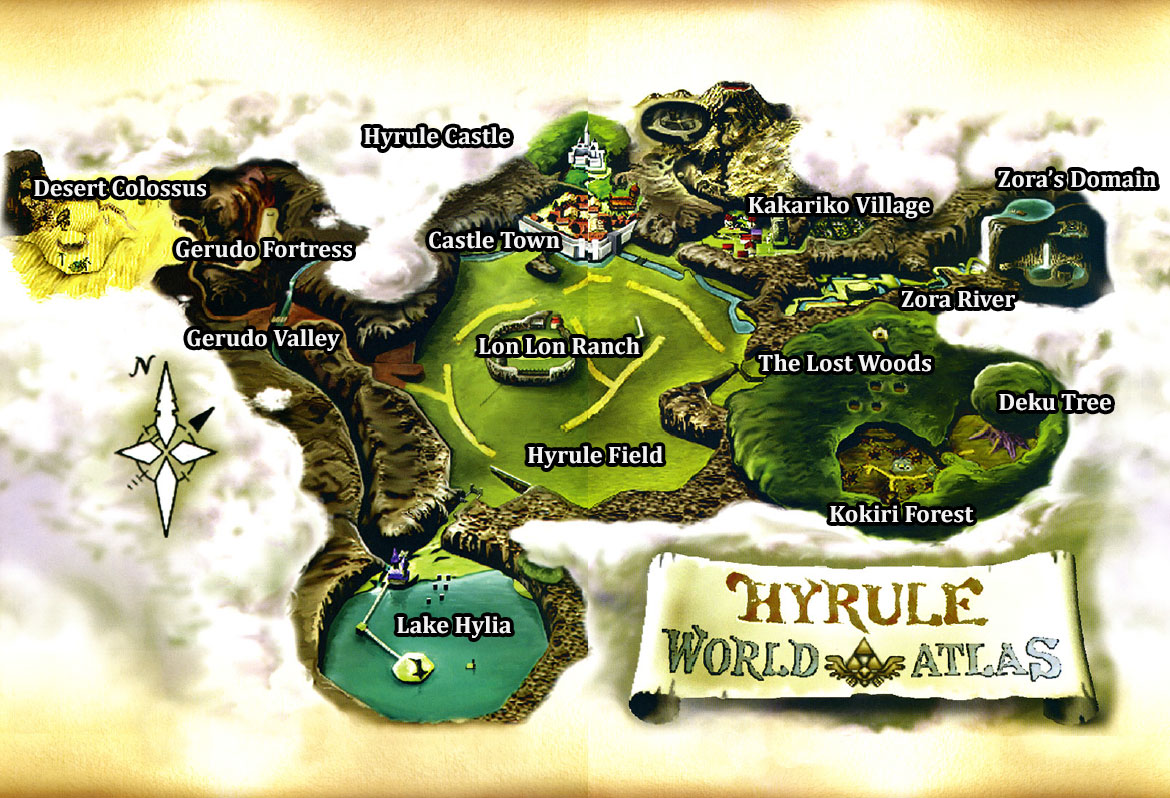 Hyrule Castle
Desert Colossus
Zora's Domain
Kakariko Village
Gerudo Fortress
Castle Town
Zora River
Gerudo Valley
Lon Lon Ranch
The Lost Woods
N
Deku Tree
Hyrule Field
Kokiri Forest
Lake Hylia
HYRULE
WORLD ATLAS